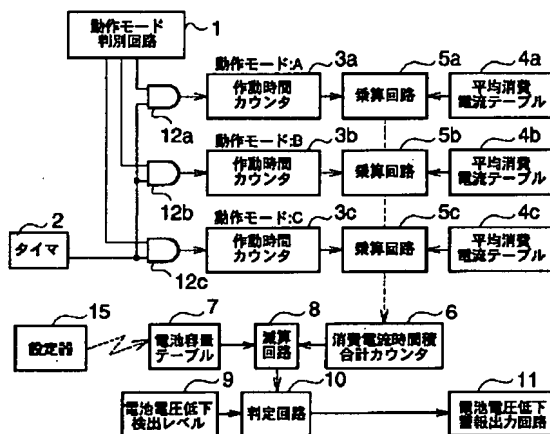 動作モード
判別回路
1
動作モード:A
3a
5a
4a
作動時間
カウンタ
乗算回路
平均消費
電流テーブル
12a
動作モード:B
3b
5b
4b
作動時間
カウンタ
乗算回路
平均消費
電流テーブル
12b
2
タイマ
動作モード:C
3c
5c
4c
作動時間
カウンタ
乗算回路
平均消費
電流テーブル
12c
15
設定器
7
電池容量
テーブル
8
減算
回路
6
消費電流時間積
合計カウンタ
9
電池電圧低下
検出レベル
10
判定回路
11
電池電圧低下
警報出力回路